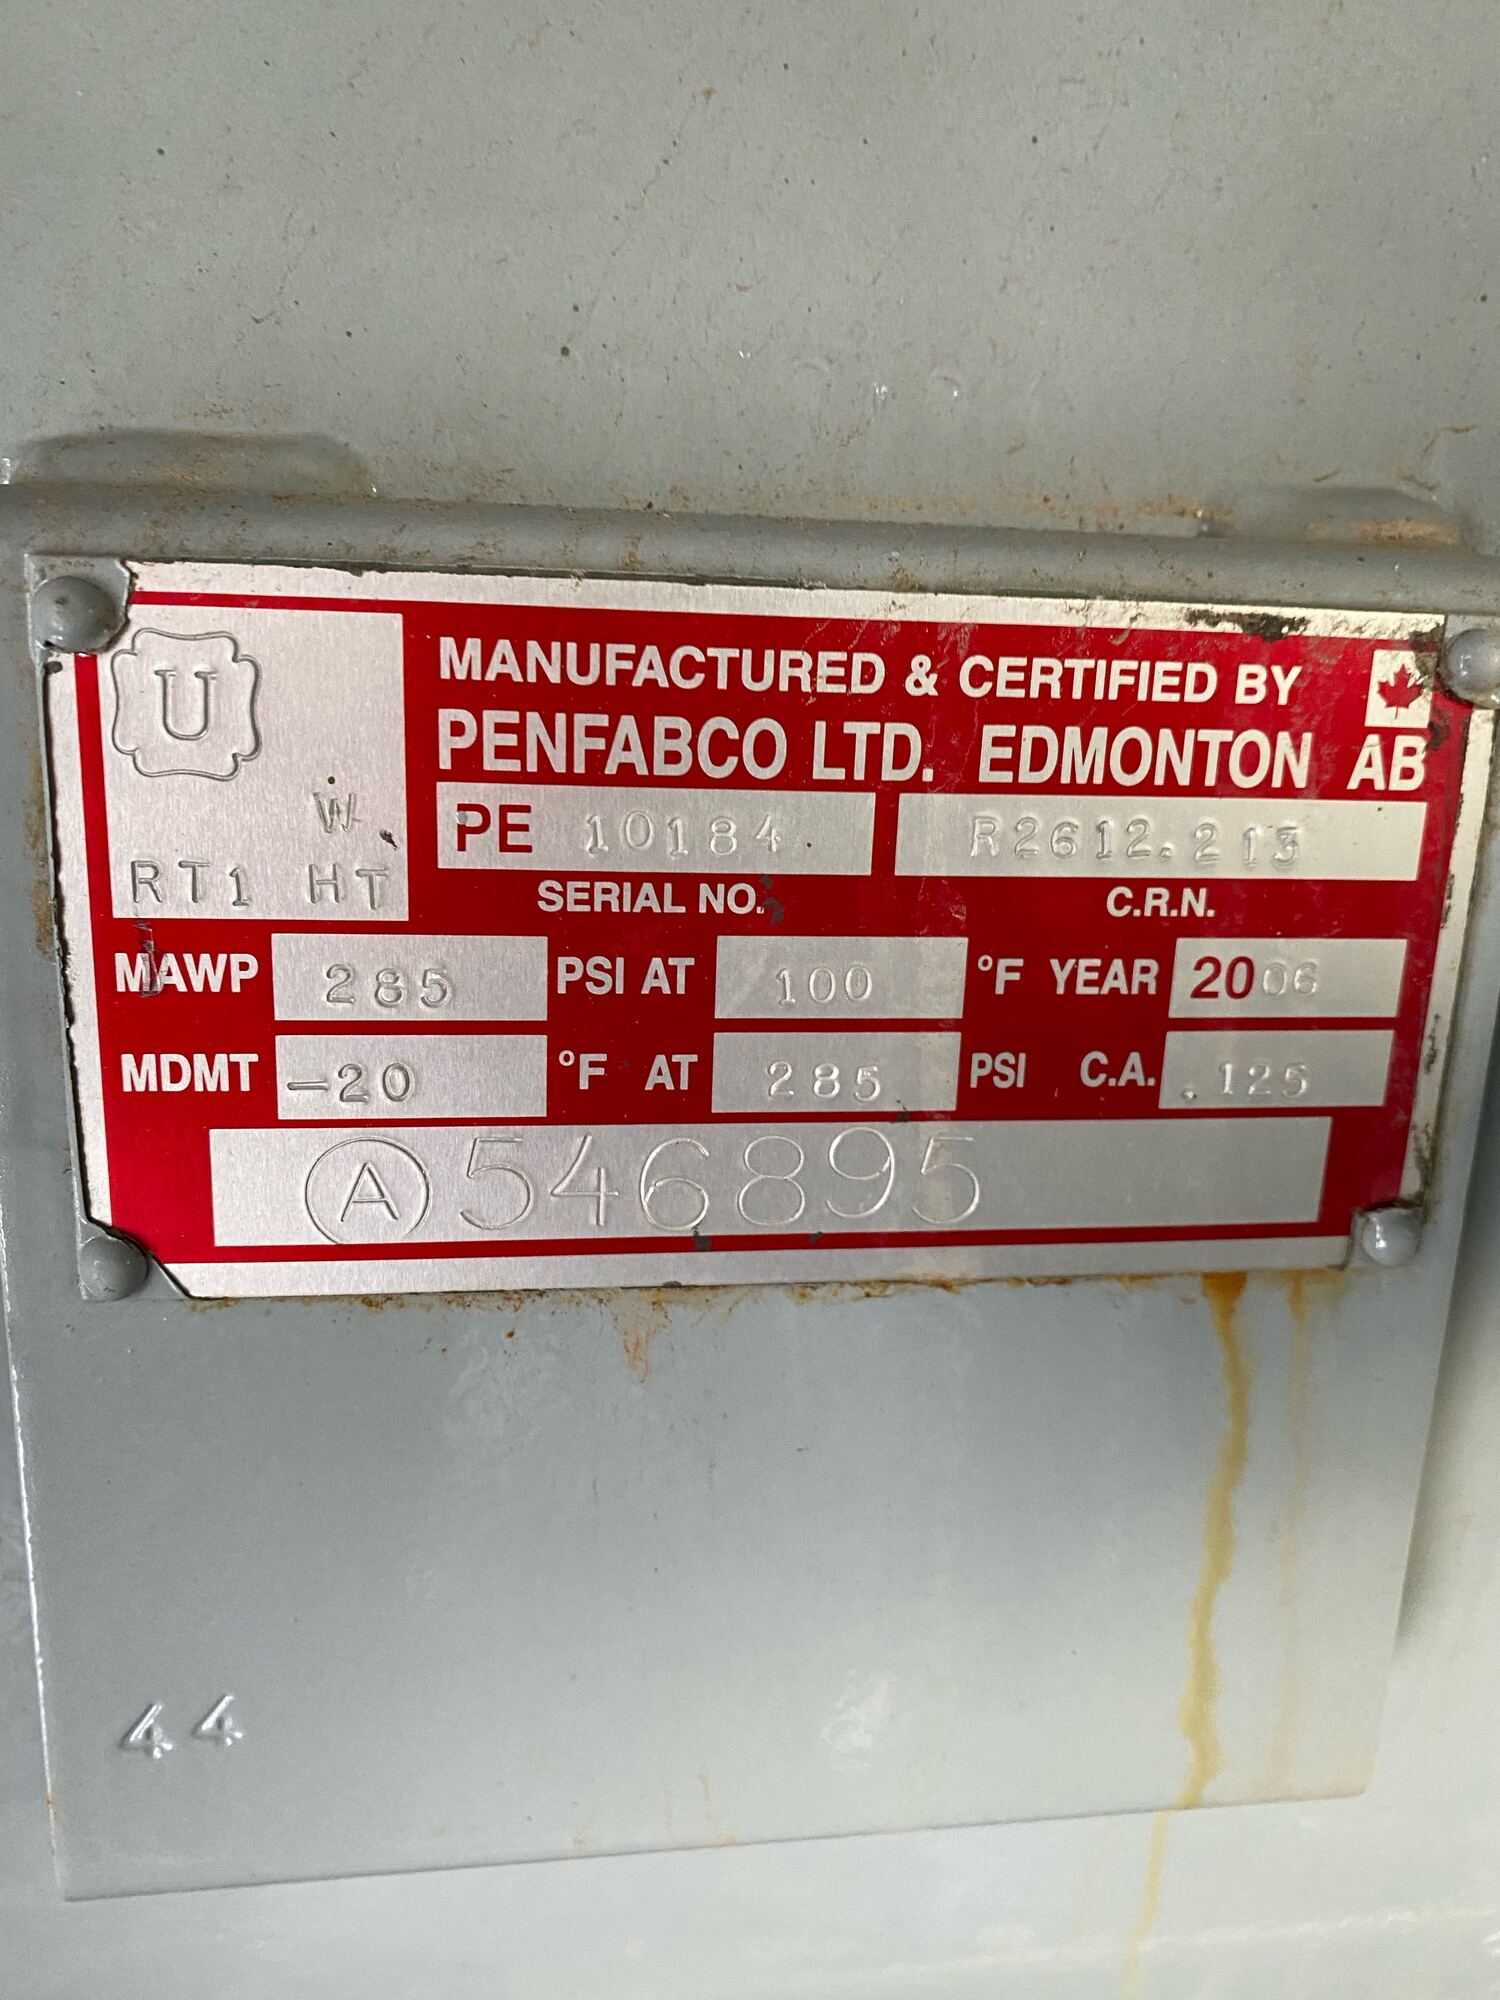 U
W
RT1 HT
MANUFACTURED & CERTIFIED BY
PENFABCO LTD. EDMONTON AB
PE 10184 R2612.213
SERIAL NO. C.R.N.
MAWP 285 PSI AT 100 °F YEAR 2006
MDMT -20 °F AT 285 PSI C.A. .125
A 546895
44